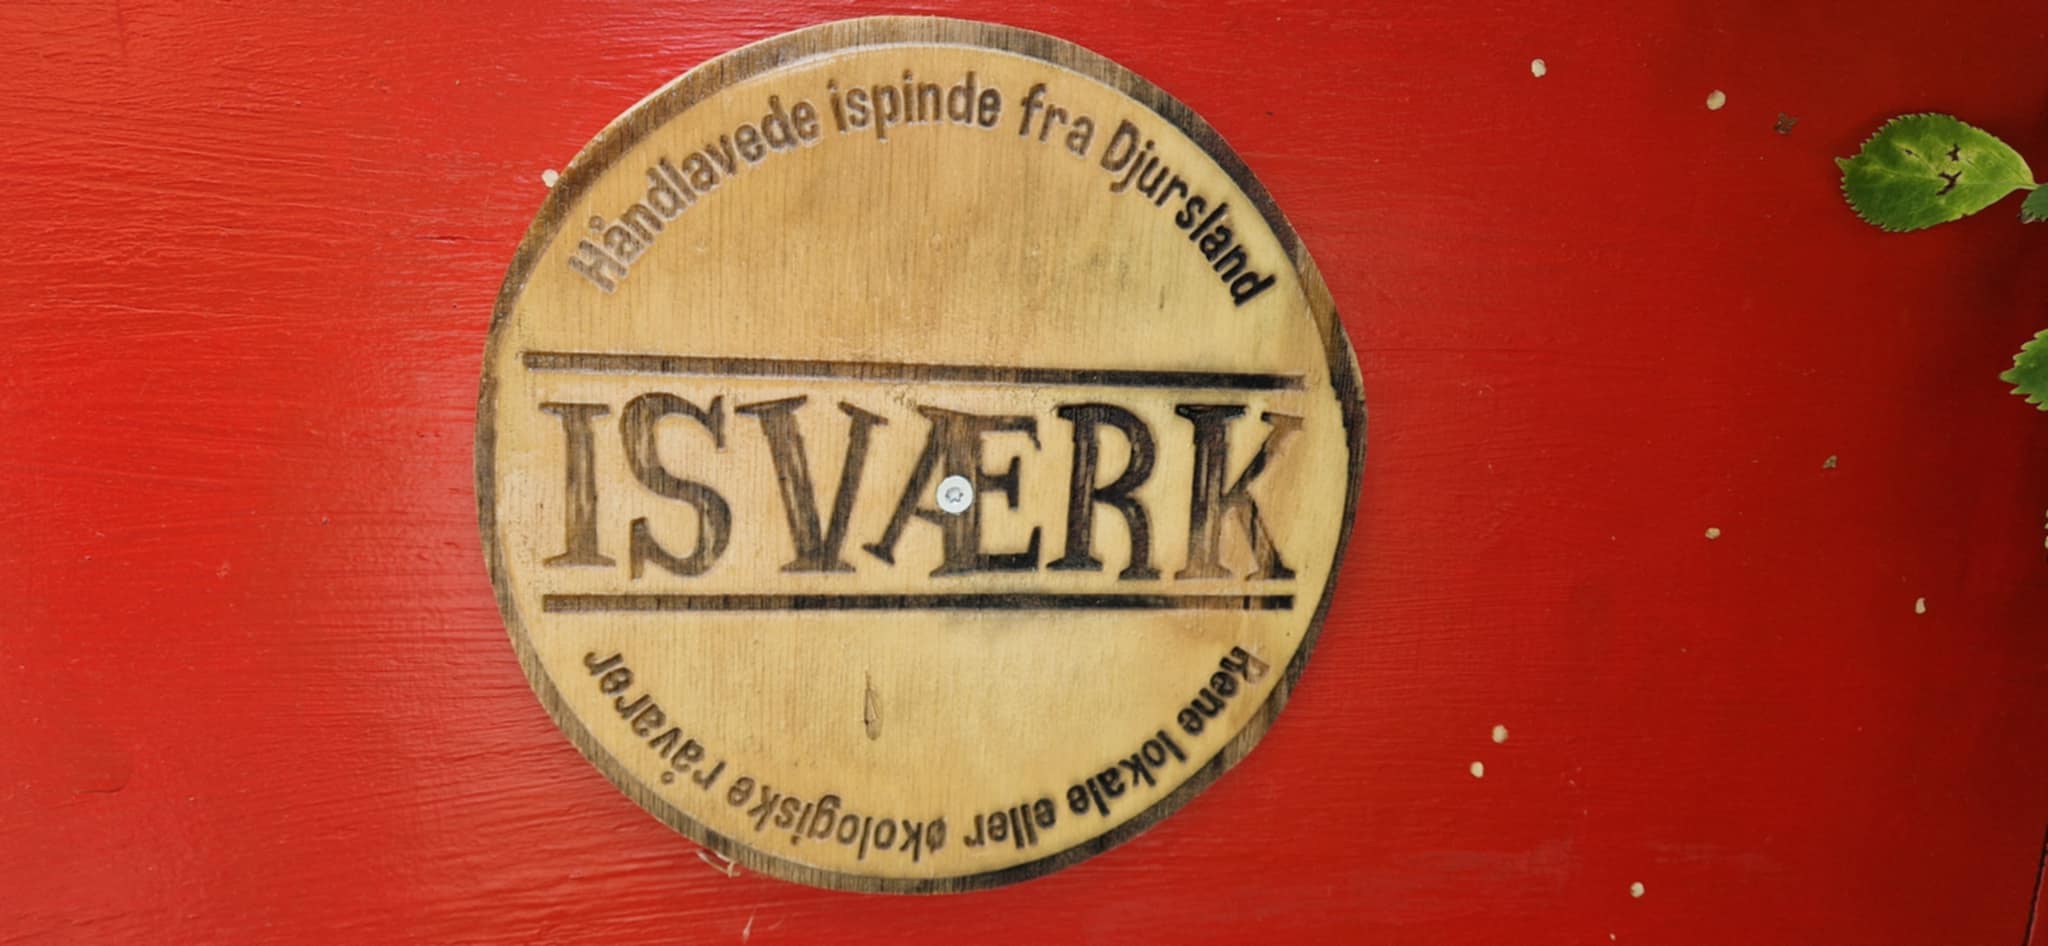 Håndlavede ispinde fra Djursland
ISVÆRK
Rene lokale eller økologiske råvarer